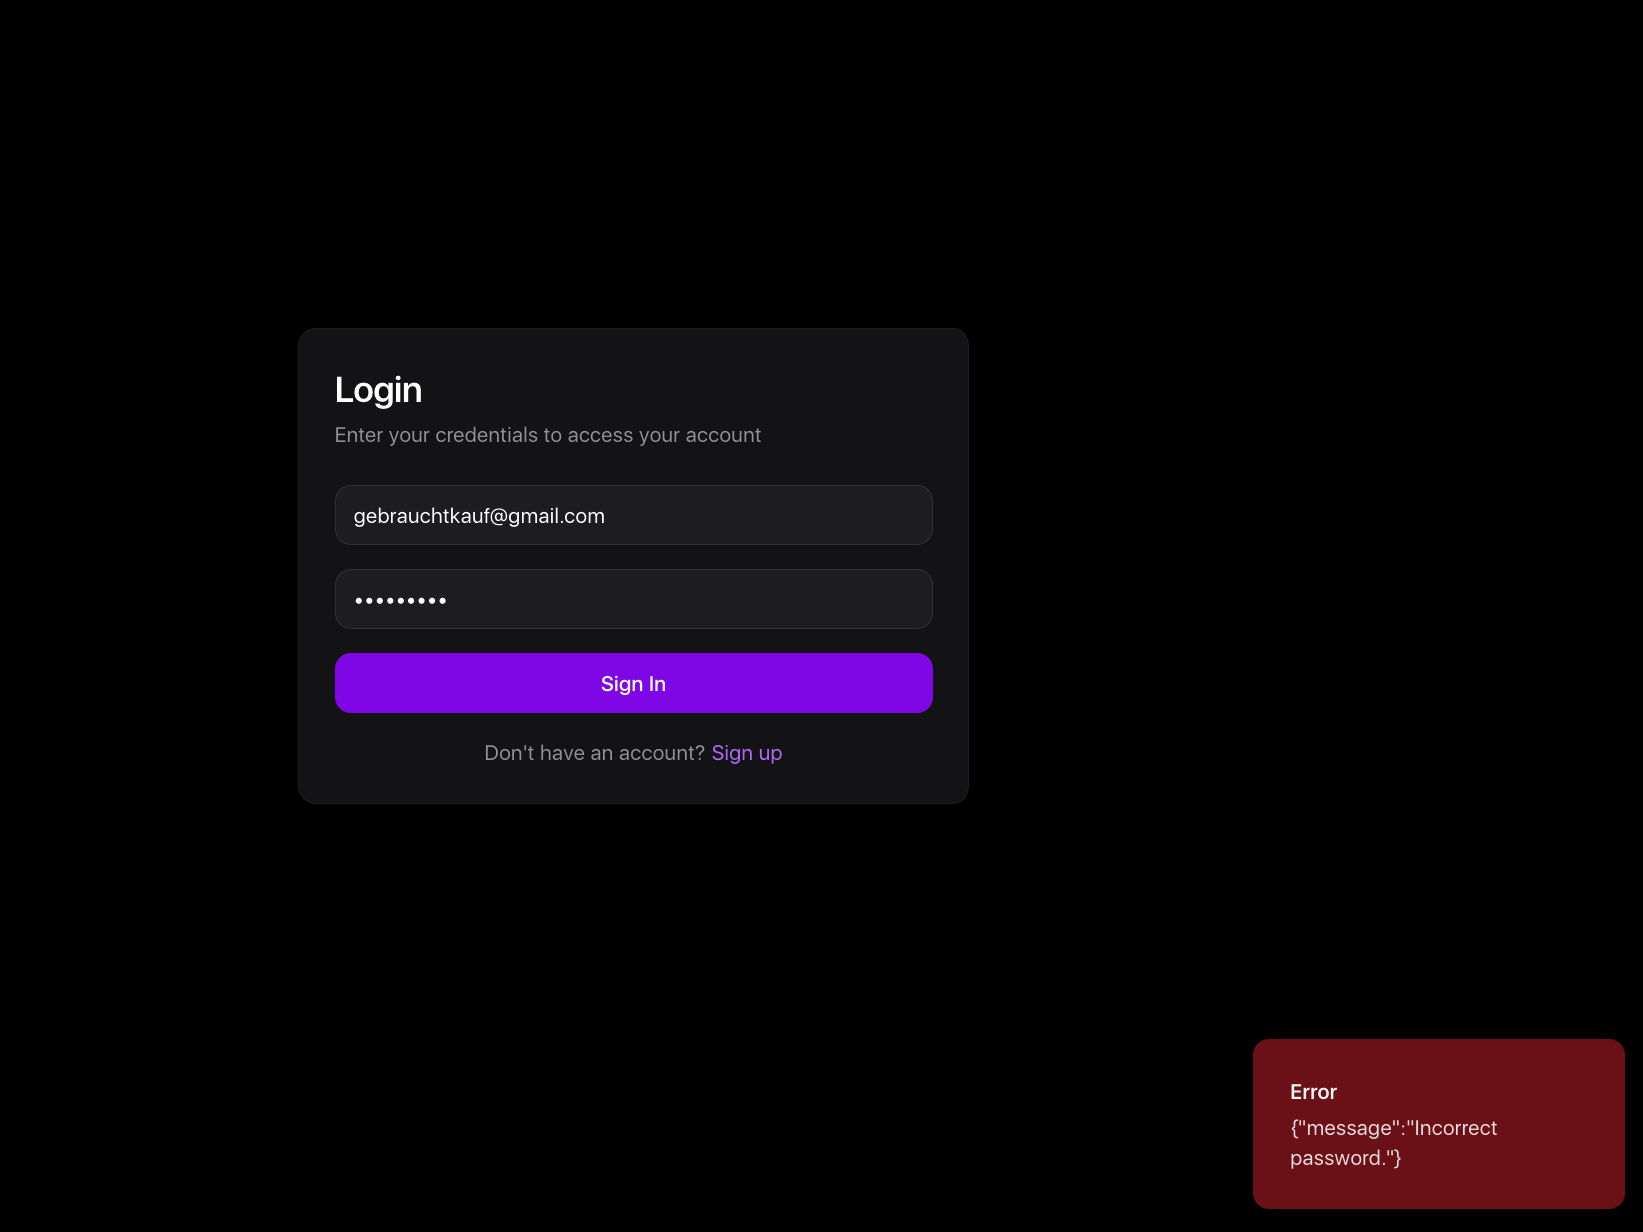 Login
Enter your credentials to access your account
gebrauchtkauf@gmail.com
•••••••••
Sign In
Don't have an account? Sign up
Error
{"message":"Incorrect
password."}